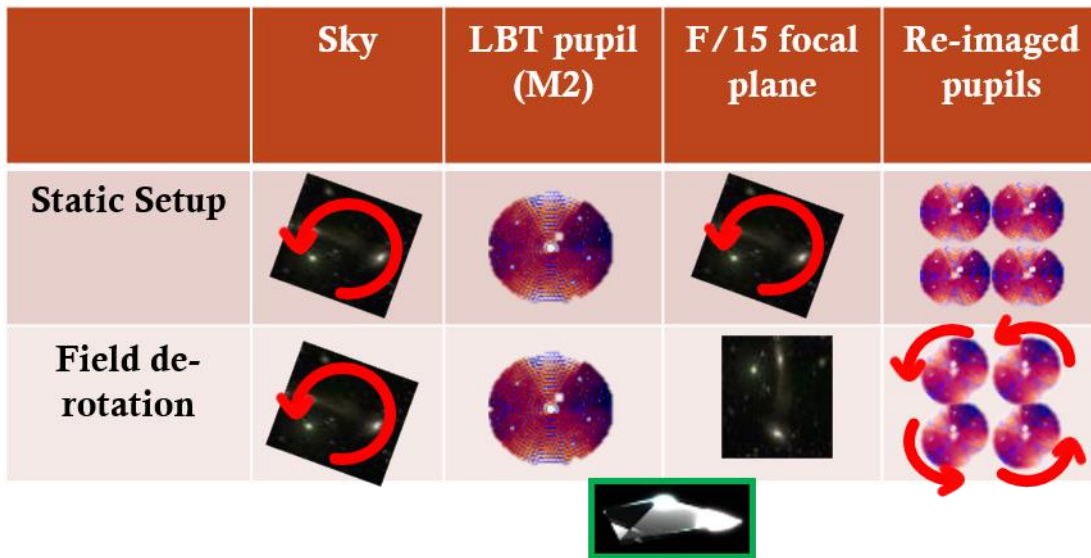 Sky
LBT pupil
(M2)
F/15 focal
plane
Re-imaged
pupils
Static Setup
Field de-
rotation